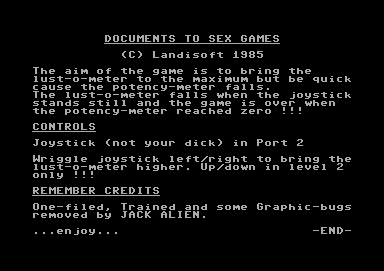 DOCUMENTS TO SEX GAMES
(C) Landisoft 1985
The aim of the game is to bring the
lust-o-meter to the maximum but be quick
cause the potency-meter falls.
The lust-o-meter falls when the joystick
stands still and the game is over when
the potency-meter reached zero !!!
CONTROLS
Joystick (not your dick) in Port 2
Wriggle joystick left/right to bring the
lust-o-meter higher. Up/down in level 2
only !!!
REMEMBER CREDITS
One-filed, Trained and some Graphic-bugs
removed by JACK ALIEN.
...enjoy... -END-